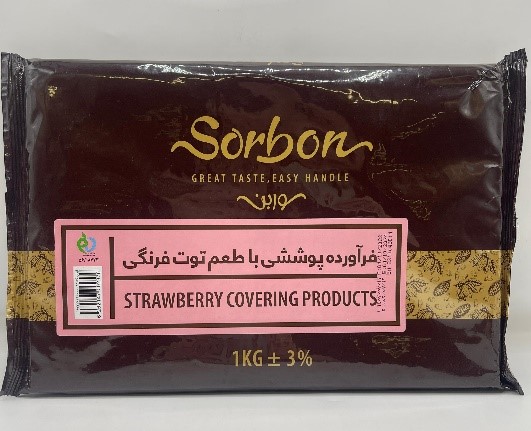 Sorbon
GREAT TASTE, EASY HANDLE
سوربن
فرآورده پوششی با طعم توت فرنگی
STRAWBERRY COVERING PRODUCTS
1KG ± 3%